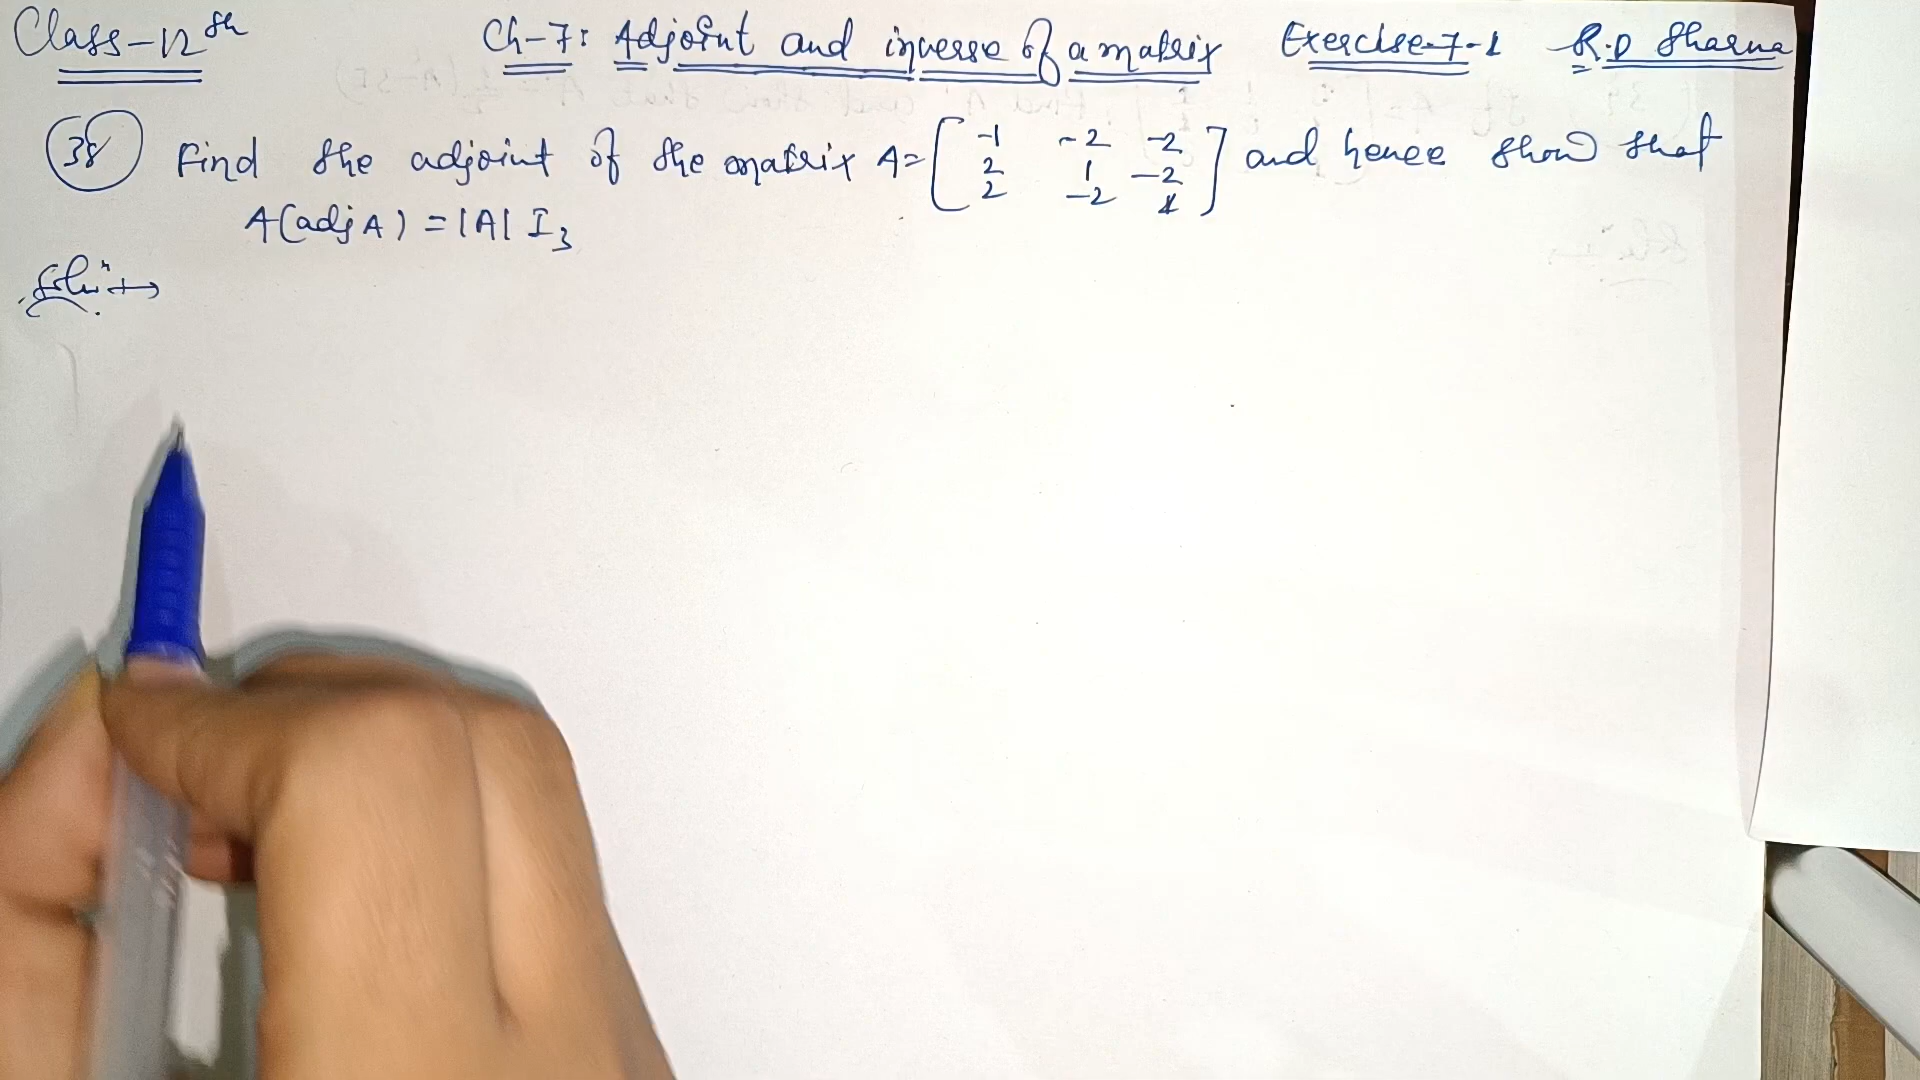 Class-12th Ch-7: Adjoint and inverse of a matrix Exercise-7.1 R.D Sharma
38 Find the adjoint of the matrix A= [ -1 -2 -2
2 1 -2
2 -2 1 ] and hence show that
A(adj A) = |A| I3
Soluⁿ→